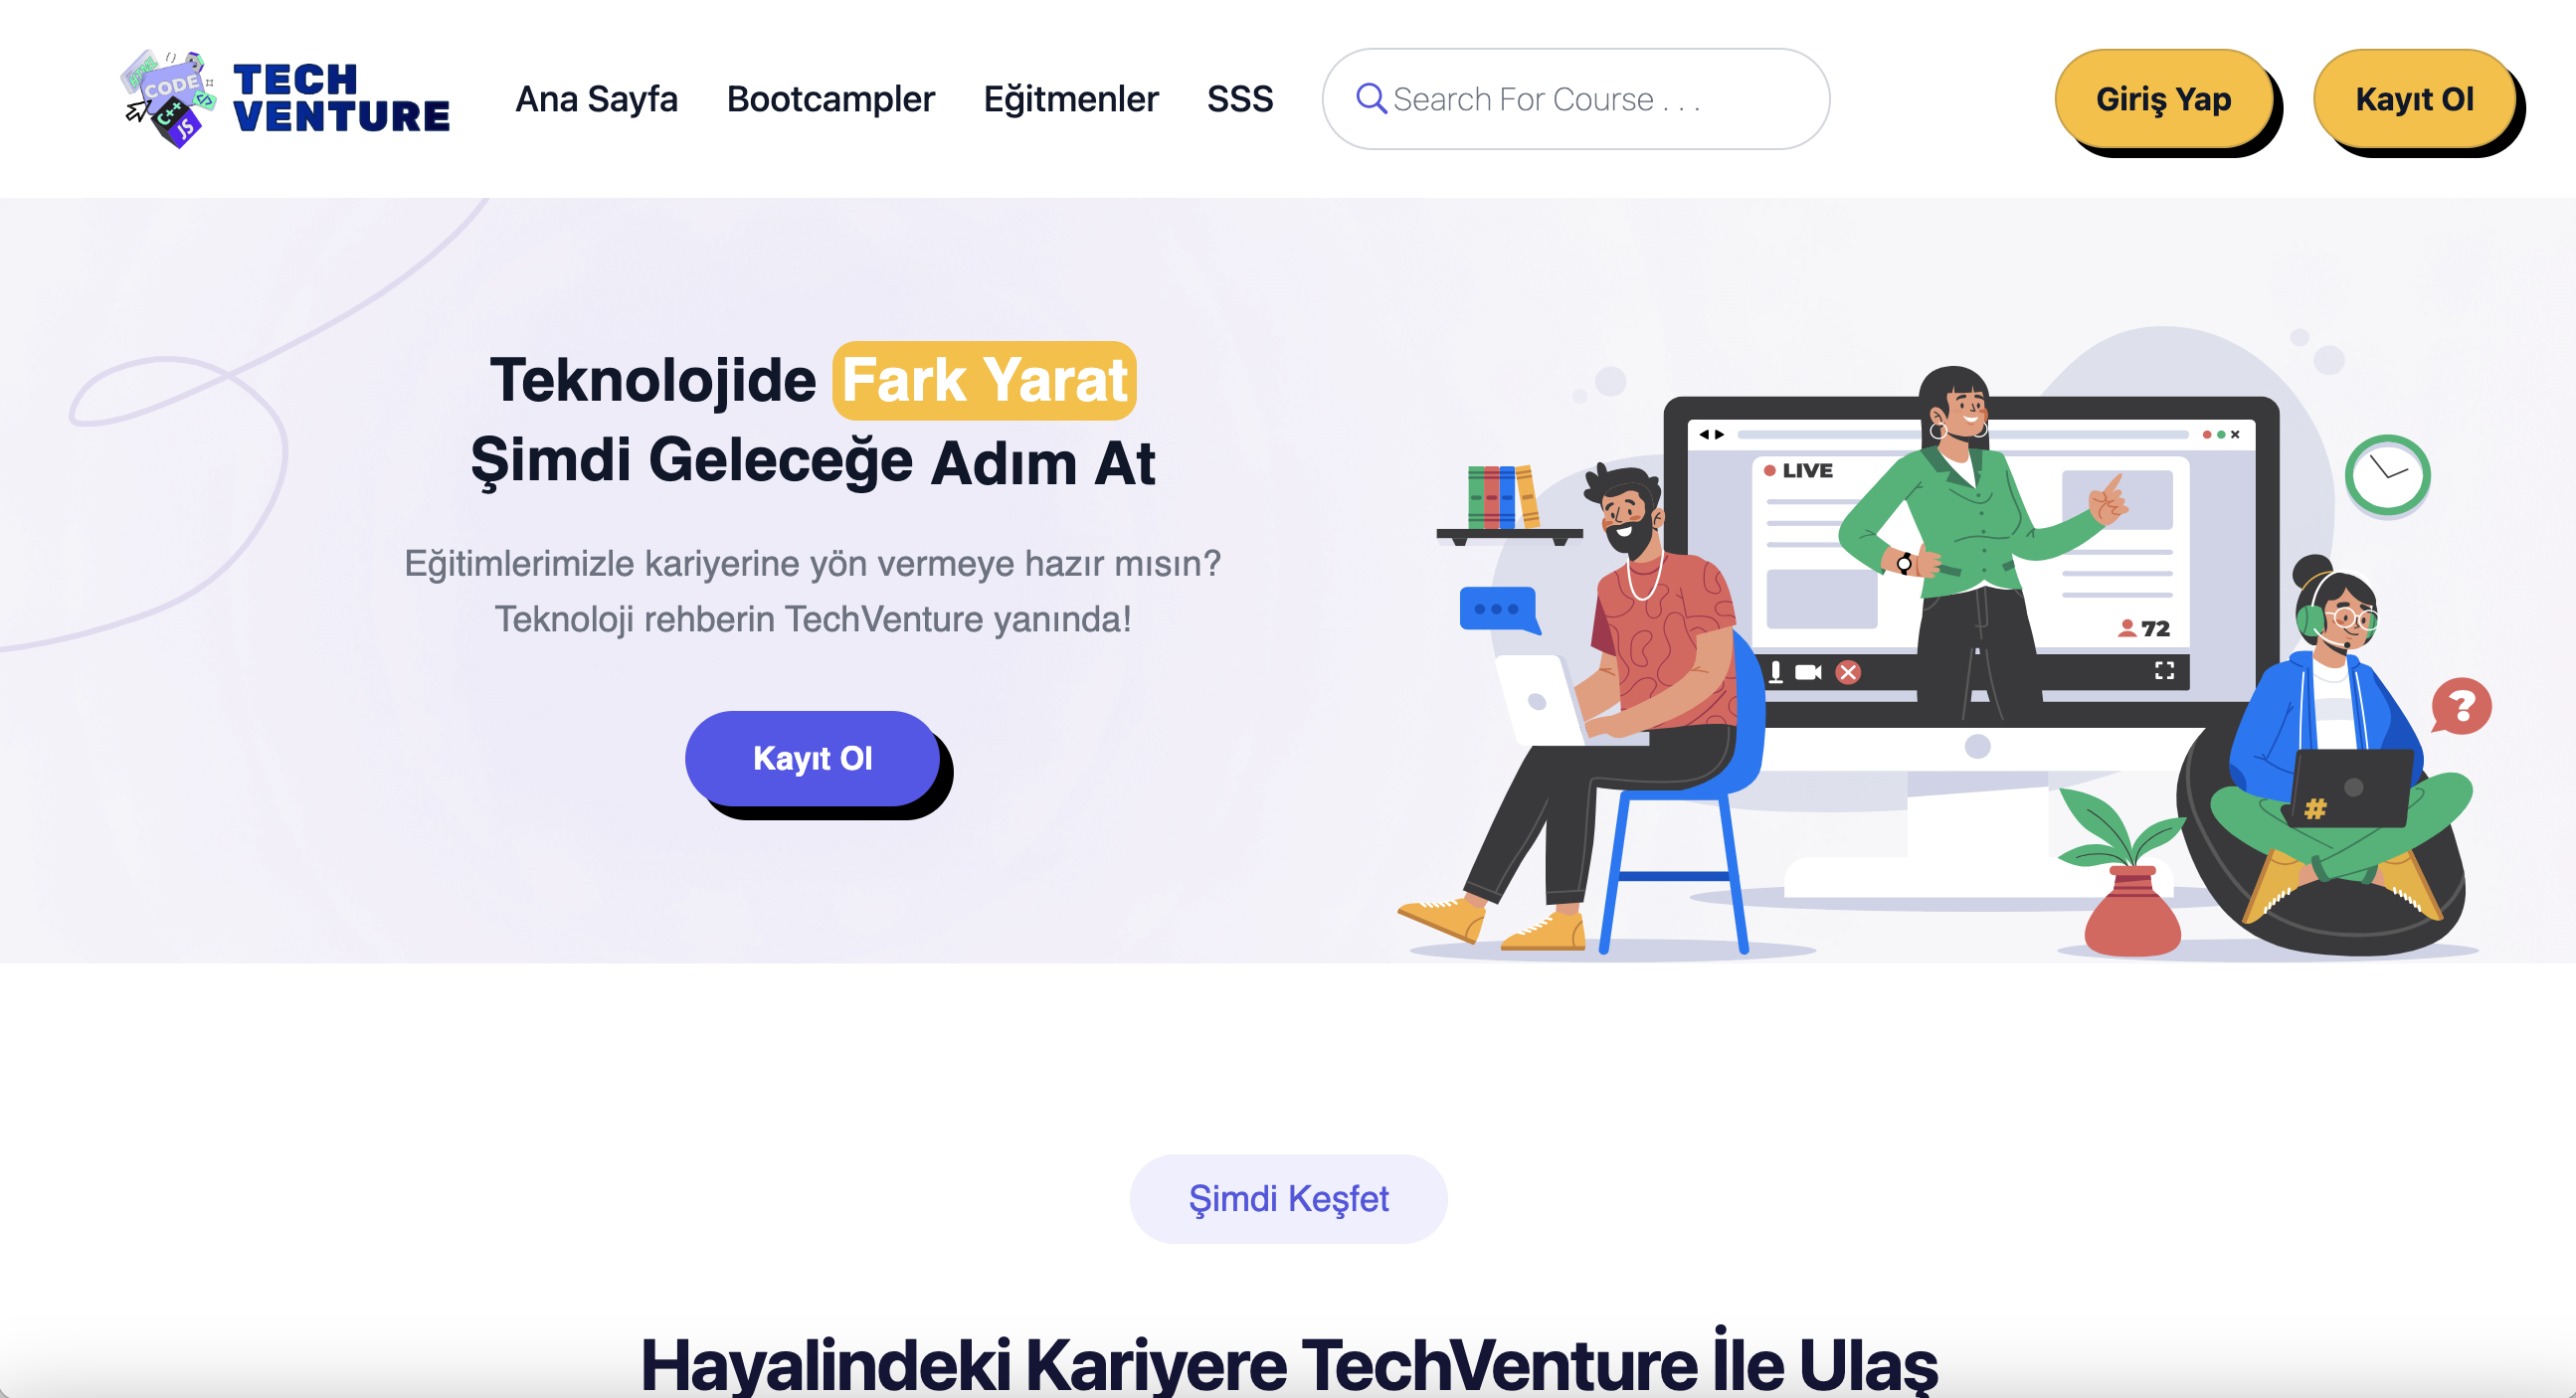 HTML
CODE
C++
JS
TECH
VENTURE
Ana Sayfa
Bootcampler
Eğitmenler
SSS
Search For Course . . .
Giriş Yap
Kayıt Ol
Teknolojide Fark Yarat
Şimdi Geleceğe Adım At
Eğitimlerimizle kariyerine yön vermeye hazır mısın?
Teknoloji rehberin TechVenture yanında!
Kayıt Ol
LIVE
72
?
#
Şimdi Keşfet
Hayalindeki Kariyere TechVenture İle Ulaş